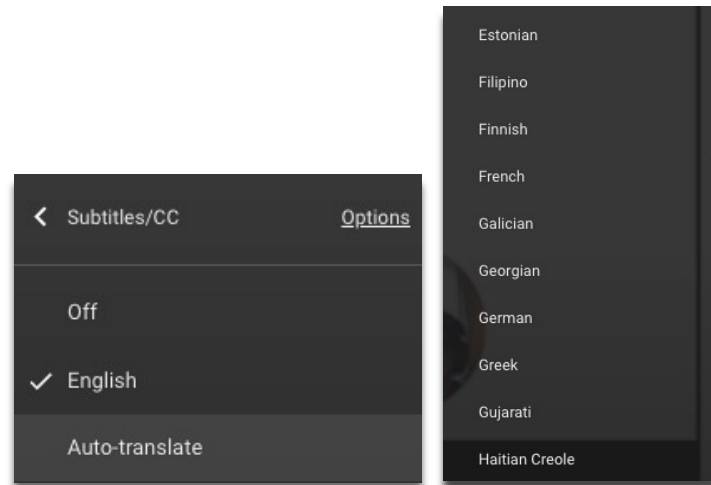 Subtitles/CC Options
Off
English
Auto-translate
Estonian
Filipino
Finnish
French
Galician
Georgian
German
Greek
Gujarati
Haitian Creole